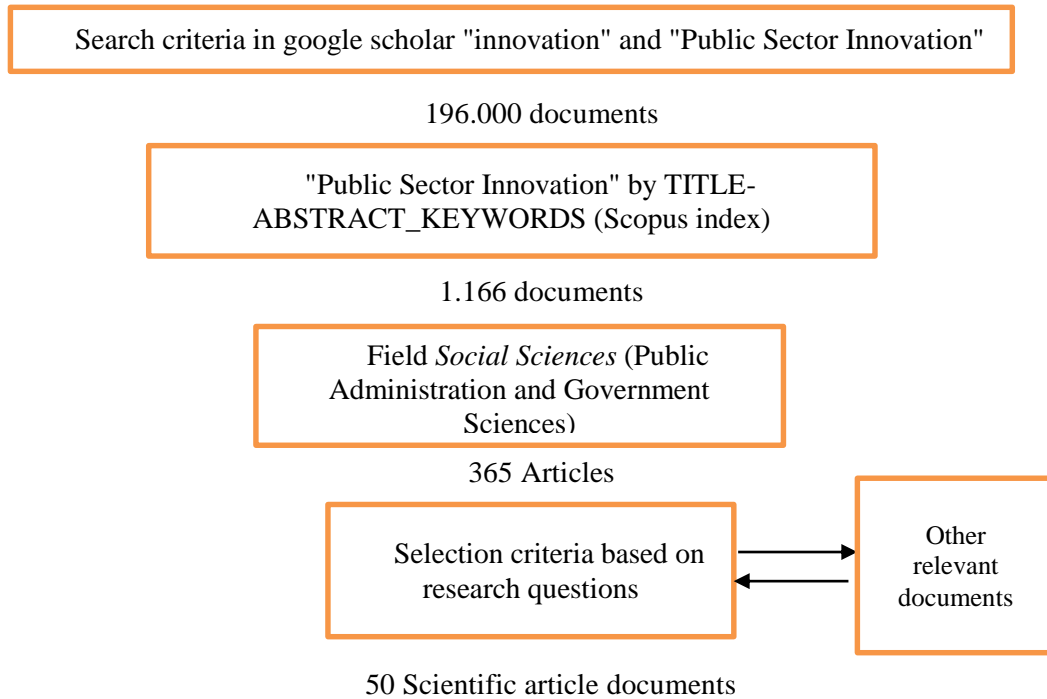 Search criteria in google scholar "innovation" and "Public Sector Innovation"
196.000 documents
"Public Sector Innovation" by TITLE-
ABSTRACT_KEYWORDS (Scopus index)
1.166 documents
Field Social Sciences (Public
Administration and Government
Sciences)
365 Articles
Selection criteria based on
research questions
Other
relevant
documents
50 Scientific article documents